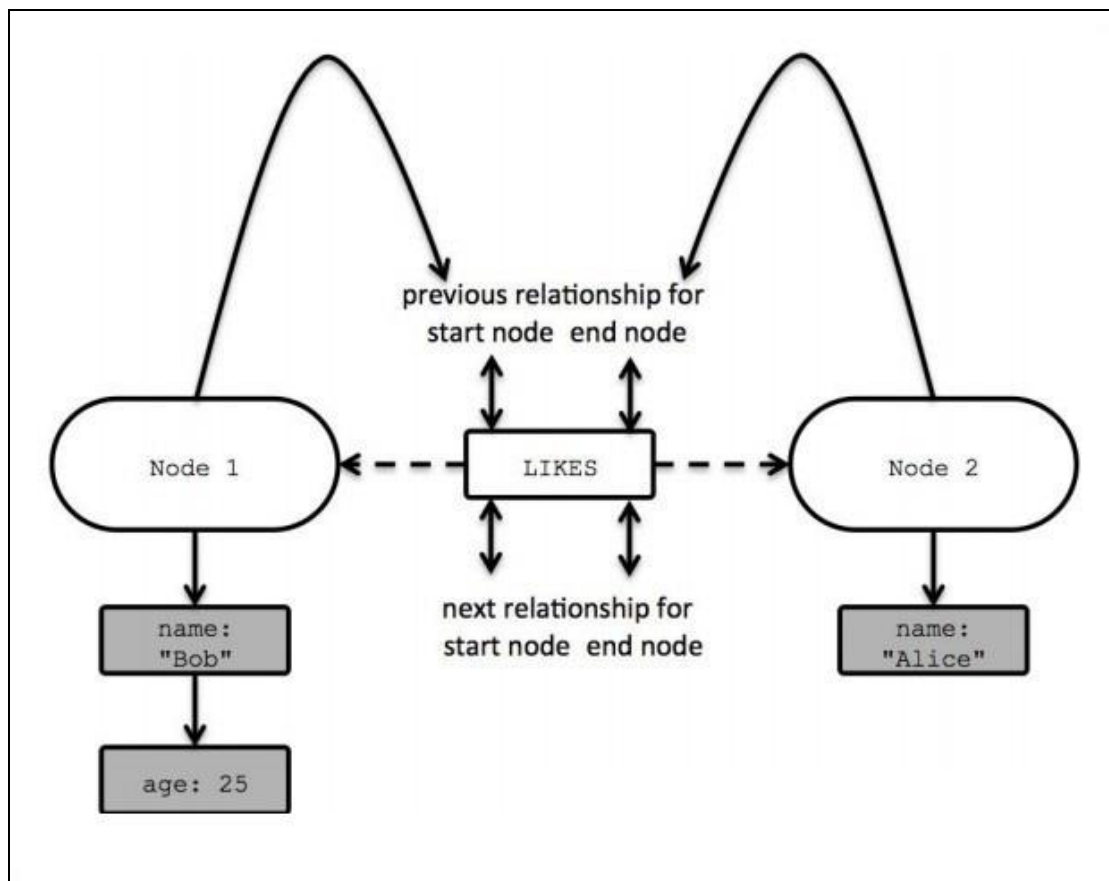 previous relationship for
start node end node
Node 1
LIKES
Node 2
name:
"Bob"
next relationship for
start node end node
name:
"Alice"
age: 25